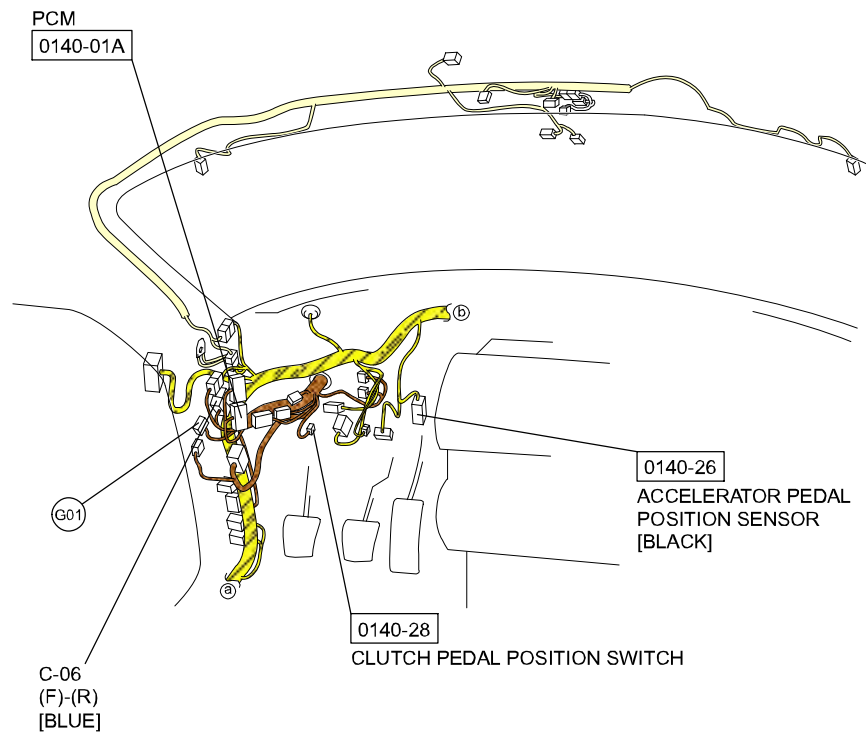 PCM
0140-01A
b
0140-26
ACCELERATOR PEDAL
POSITION SENSOR
[BLACK]
G01
a
0140-28
CLUTCH PEDAL POSITION SWITCH
C-06
(F)-(R)
[BLUE]